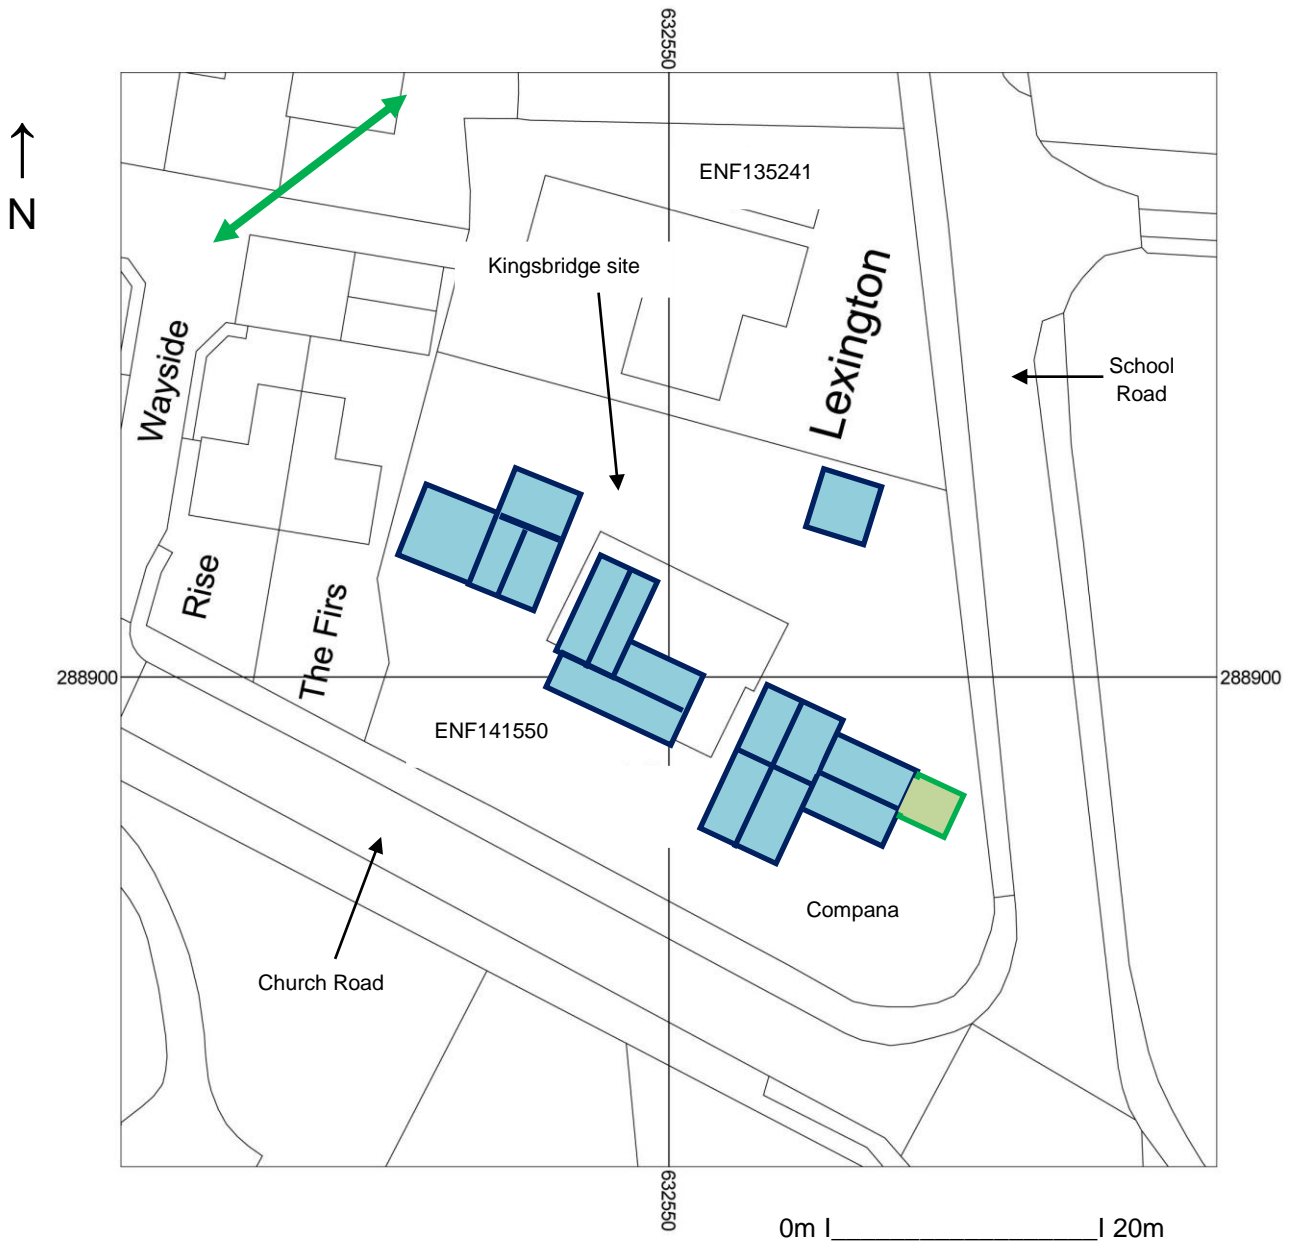 632550
↑
N
ENF135241
Kingsbridge site
Lexington
Wayside
School
Road
Rise
The Firs
288900
288900
ENF141550
Compana
Church Road
632550
0m I___________________I 20m